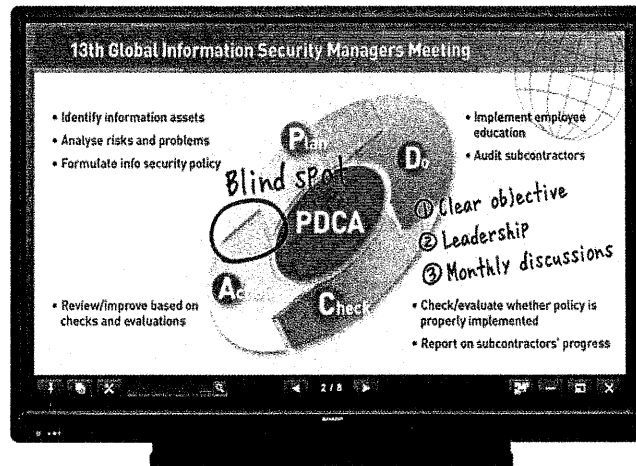 13th Global Information Security Managers Meeting
• Identify information assets
• Analyse risks and problems
• Formulate info security policy
Plan
Do
• Implement employee
education
• Audit subcontractors
Blind spot
PDCA
① Clear objective
② Leadership
③ Monthly discussions
Act
Check
• Review/improve based on
checks and evaluations
• Check/evaluate whether policy is
properly implemented
• Report on subcontractors' progress
2 / 8
SHARP